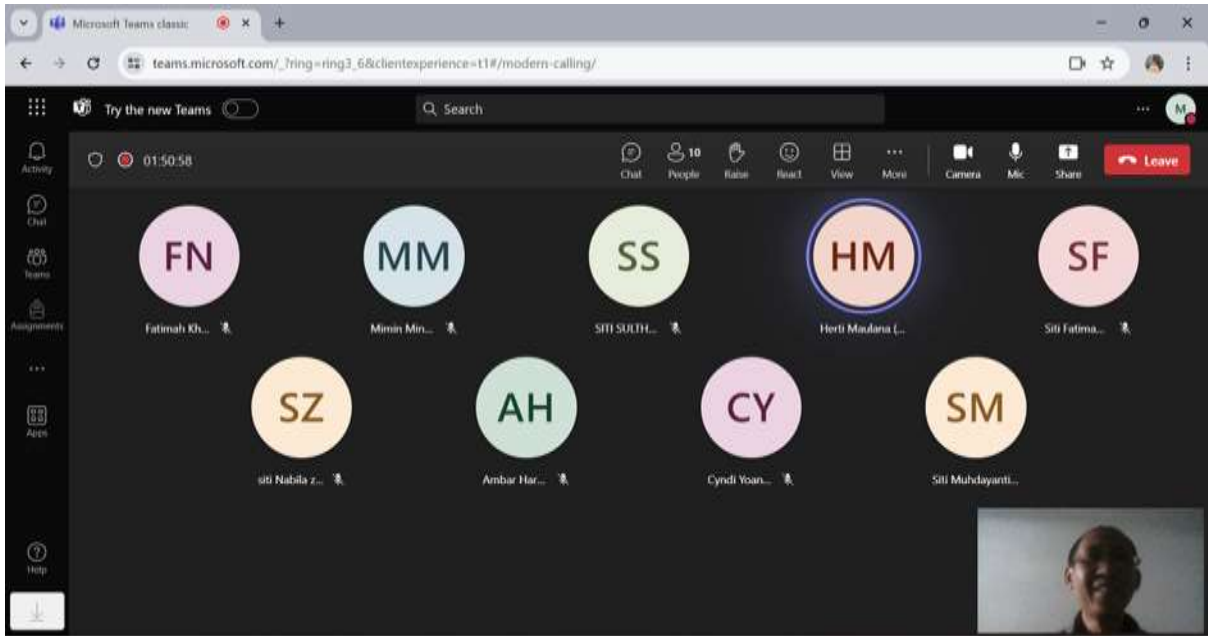 Microsoft Teams classic
teams.microsoft.com/_?ring=ring3_6&clientexperience=t1#/modern-calling/
Try the new Teams
Search
M
Activity
Chat
Teams
Assignments
Apps
Help
01:50:58
10
Chat
People
Raise
React
View
More
Camera
Mic
Share
Leave
FN
MM
SS
HM
SF
Fatimah Kh...
Mimin Min...
SITI SULTH...
Herti Maulana (...
Siti Fatima...
SZ
AH
CY
SM
siti Nabila z...
Ambar Har...
Cyndi Yoan...
Siti Muhdayanti...